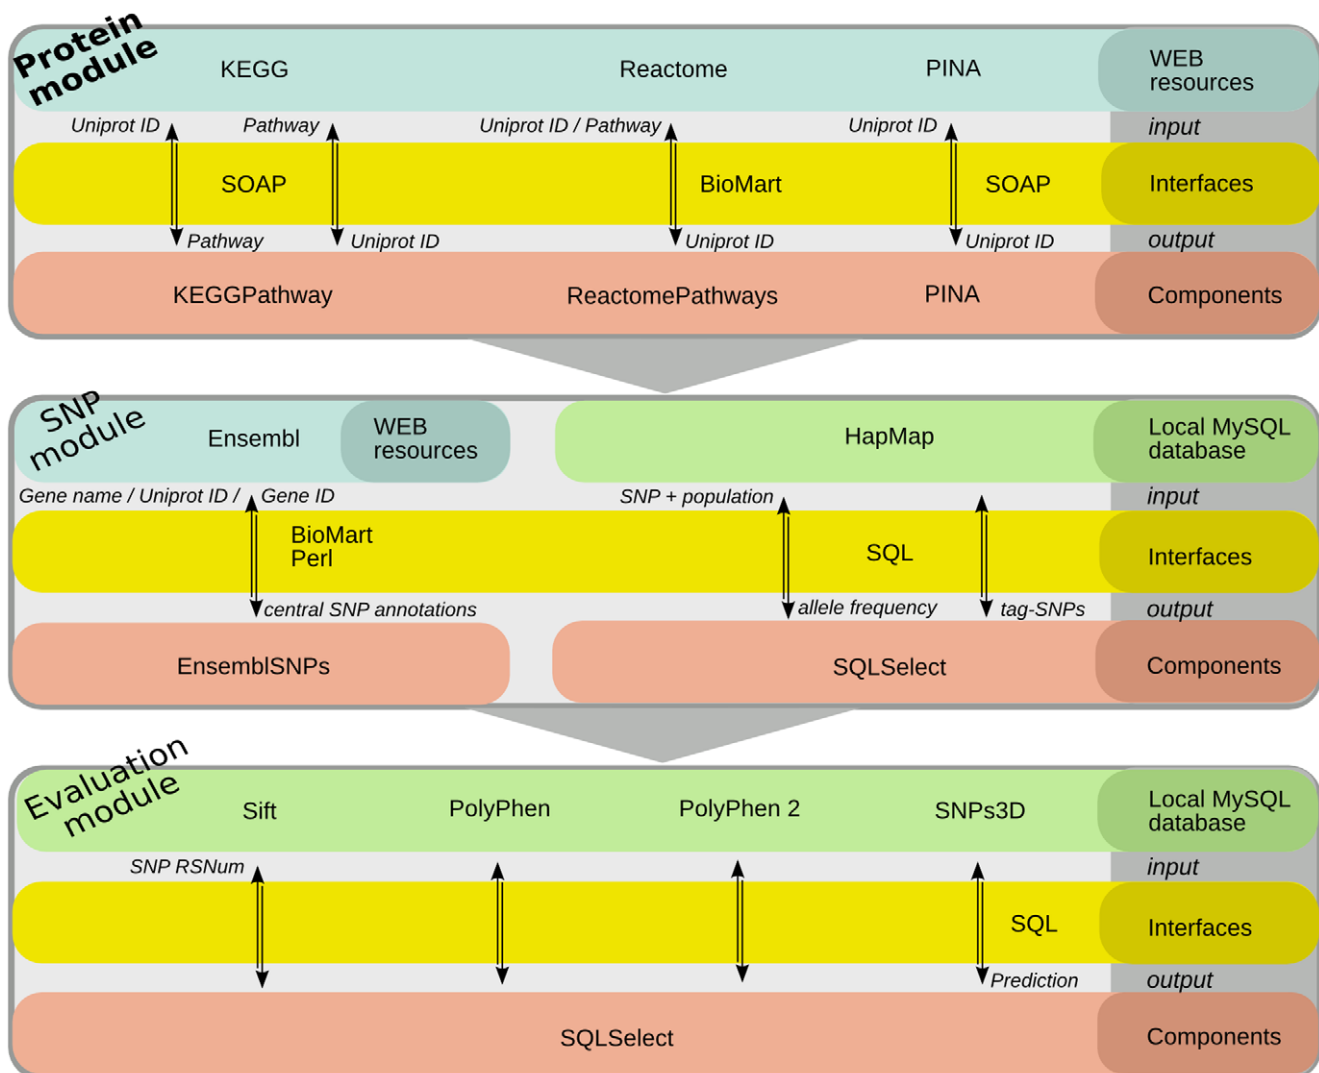 Protein
module
KEGG
Reactome
PINA
WEB
resources
Uniprot ID
Pathway
Uniprot ID / Pathway
Uniprot ID
input
SOAP
BioMart
SOAP
Interfaces
Pathway
Uniprot ID
Uniprot ID
Uniprot ID
output
KEGGPathway
ReactomePathways
PINA
Components
SNP
module
Ensembl
WEB
resources
HapMap
Local MySQL
database
Gene name / Uniprot ID / Gene ID
SNP + population
input
BioMart
Perl
SQL
Interfaces
central SNP annotations
allele frequency
tag-SNPs
output
EnsemblSNPs
SQLSelect
Components
Evaluation
module
Sift
PolyPhen
PolyPhen 2
SNPs3D
Local MySQL
database
SNP RSNum
input
SQL
Interfaces
Prediction
output
SQLSelect
Components